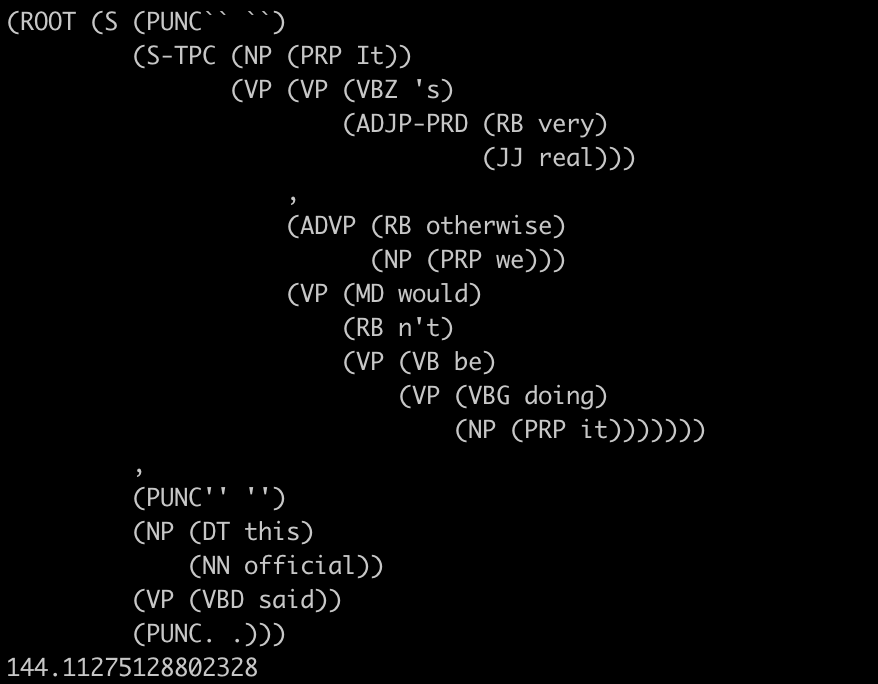 (ROOT (S (PUNC`` ``)
         (S-TPC (NP (PRP It))
                (VP (VP (VBZ 's)
                        (ADJP-PRD (RB very)
                                  (JJ real)))
                    ,
                    (ADVP (RB otherwise)
                          (NP (PRP we)))
                    (VP (MD would)
                        (RB n't)
                        (VP (VB be)
                            (VP (VBG doing)
                                (NP (PRP it)))))))
         ,
         (PUNC'' '')
         (NP (DT this)
             (NN official))
         (VP (VBD said))
         (PUNC. .)))
144.11275128802328